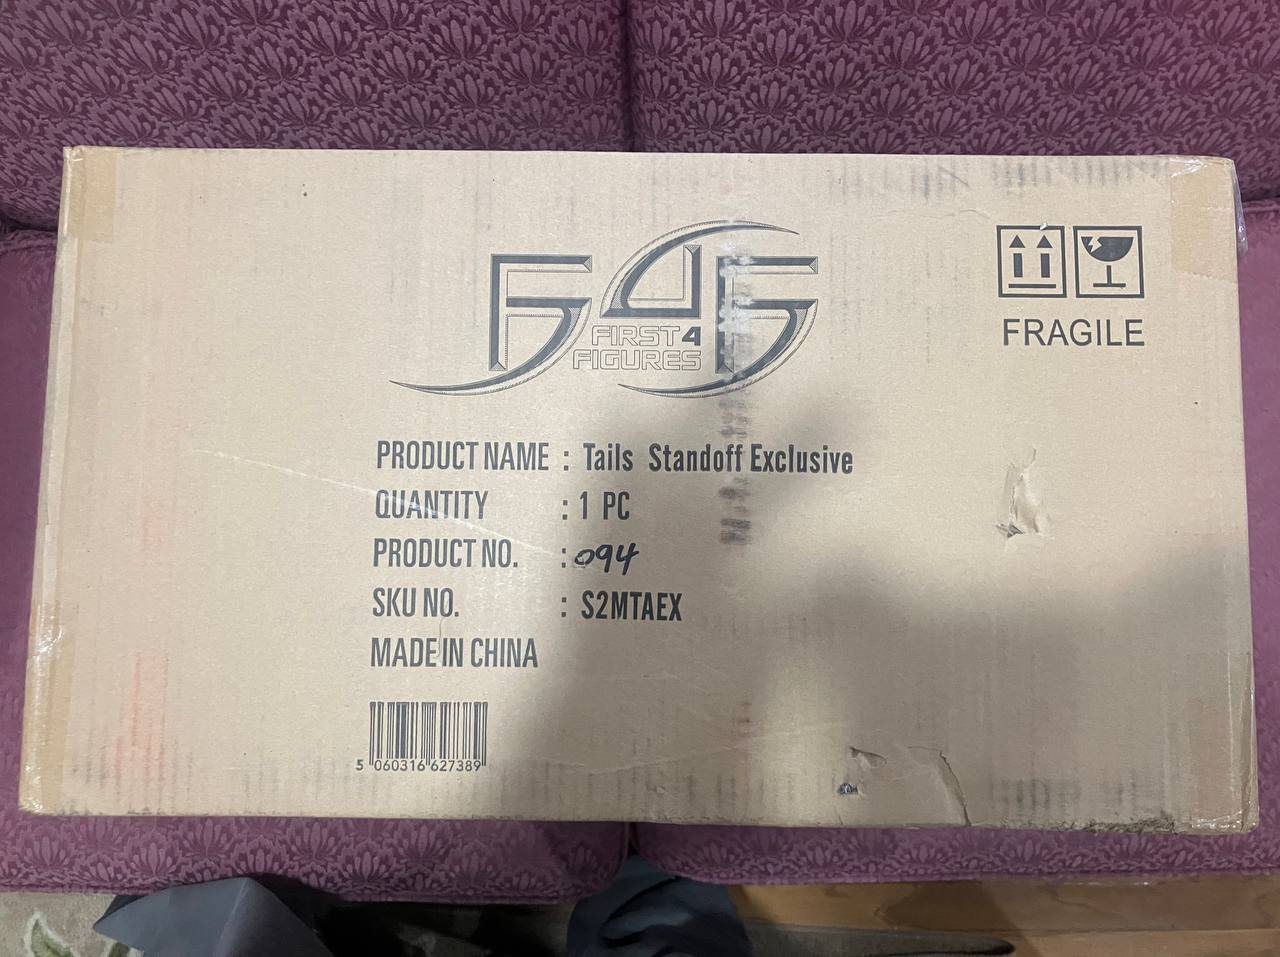 F4F
FIRST 4
FIGURES
FRAGILE
PRODUCT NAME : Tails Standoff Exclusive
QUANTITY : 1 PC
PRODUCT NO. : 094
SKU NO. : S2MTAEX
MADE IN CHINA
5 060316 627389